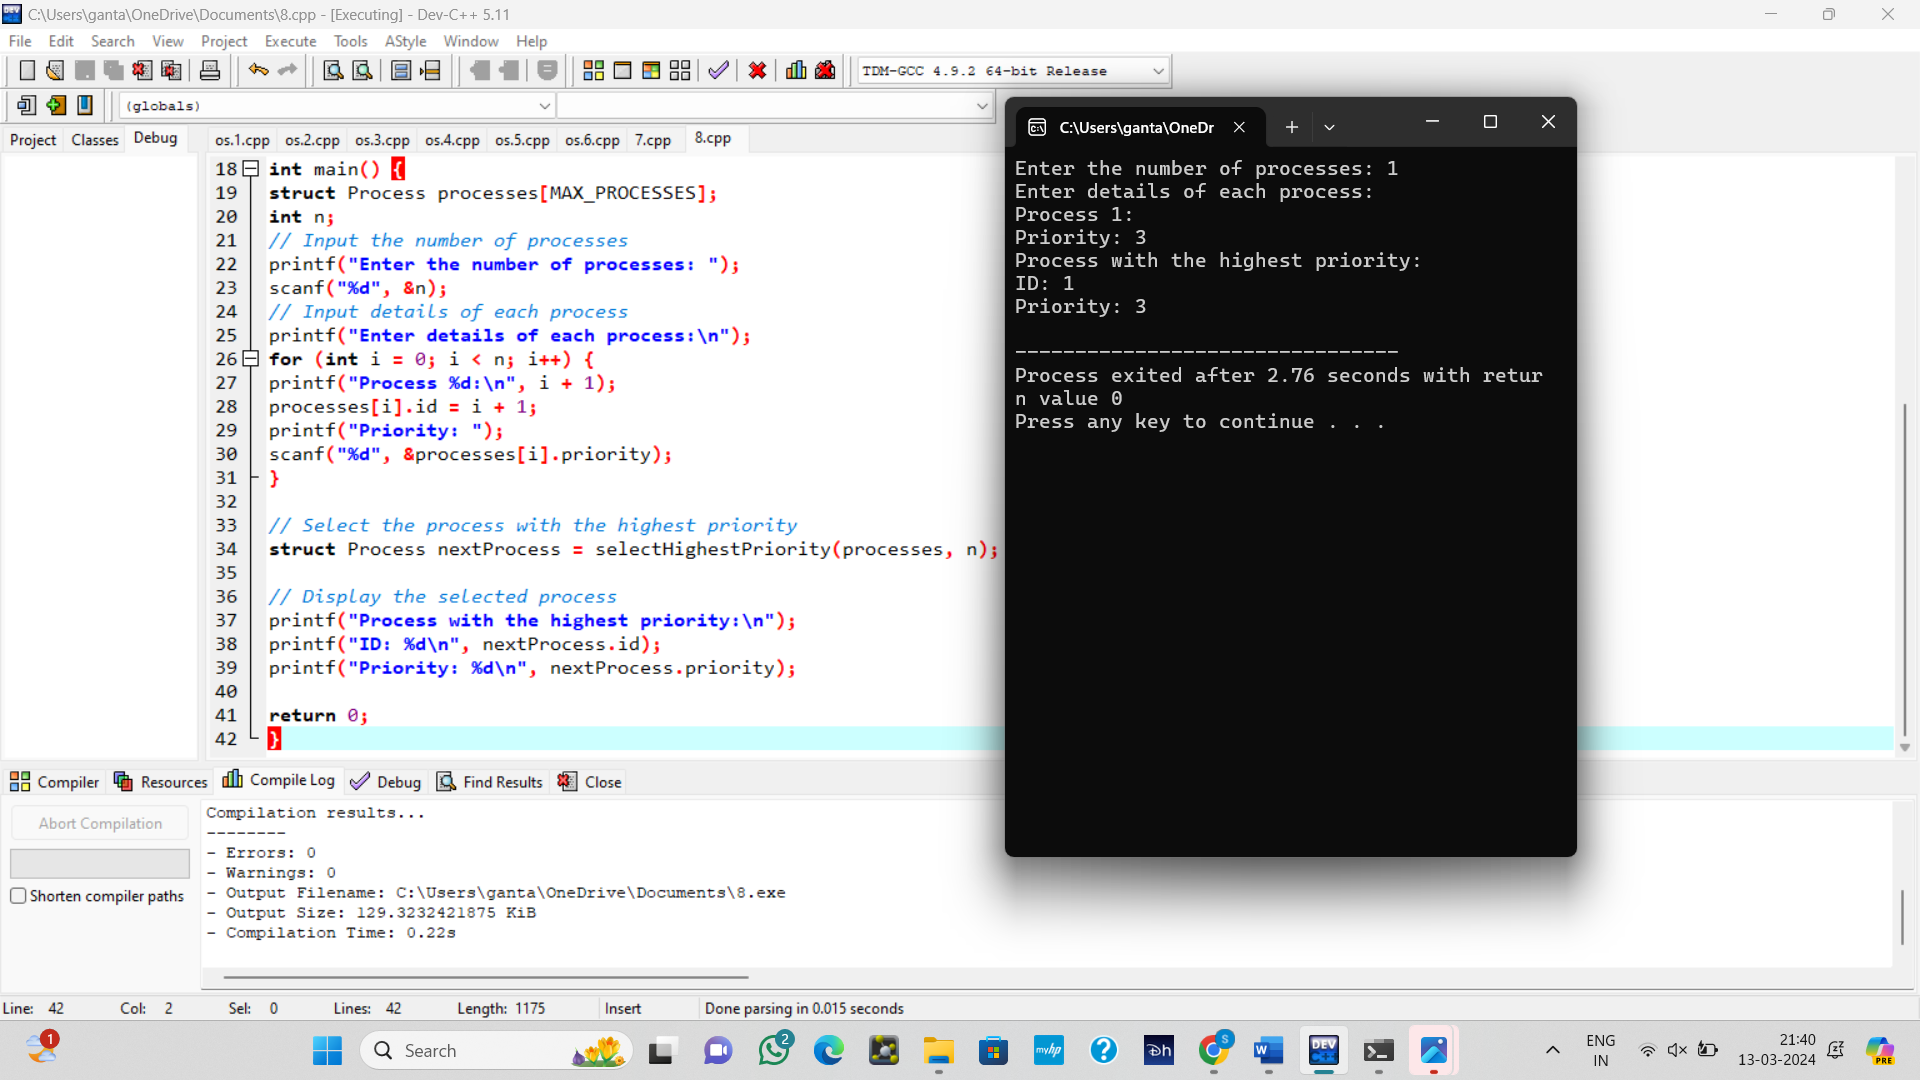 C:\Users\ganta\OneDrive\Documents\8.cpp - [Executing] - Dev-C++ 5.11
File Edit Search View Project Execute Tools AStyle Window Help
TDM-GCC 4.9.2 64-bit Release
(globals)
Project Classes Debug
os.1.cpp os.2.cpp os.3.cpp os.4.cpp os.5.cpp os.6.cpp 7.cpp 8.cpp
18 int main() {
19 struct Process processes[MAX_PROCESSES];
20 int n;
21 // Input the number of processes
22 printf("Enter the number of processes: ");
23 scanf("%d", &n);
24 // Input details of each process
25 printf("Enter details of each process:\n");
26 for (int i = 0; i < n; i++) {
27 printf("Process %d:\n", i + 1);
28 processes[i].id = i + 1;
29 printf("Priority: ");
30 scanf("%d", &processes[i].priority);
31 }
32
33 // Select the process with the highest priority
34 struct Process nextProcess = selectHighestPriority(processes, n);
35
36 // Display the selected process
37 printf("Process with the highest priority:\n");
38 printf("ID: %d\n", nextProcess.id);
39 printf("Priority: %d\n", nextProcess.priority);
40
41 return 0;
42 }
C:\Users\ganta\OneDr
Enter the number of processes: 1
Enter details of each process:
Process 1:
Priority: 3
Process with the highest priority:
ID: 1
Priority: 3
--------------------------------
Process exited after 2.76 seconds with retur
n value 0
Press any key to continue . . .
Compiler Resources Compile Log Debug Find Results Close
Abort Compilation
Shorten compiler paths
Compilation results...
--------
- Errors: 0
- Warnings: 0
- Output Filename: C:\Users\ganta\OneDrive\Documents\8.exe
- Output Size: 129.3232421875 KiB
- Compilation Time: 0.22s
Line: 42 Col: 2 Sel: 0 Lines: 42 Length: 1175 Insert Done parsing in 0.015 seconds
1
Search
2
myhp
?
Dh
S
W
DEV
ENG
IN
21:40
13-03-2024
PRE